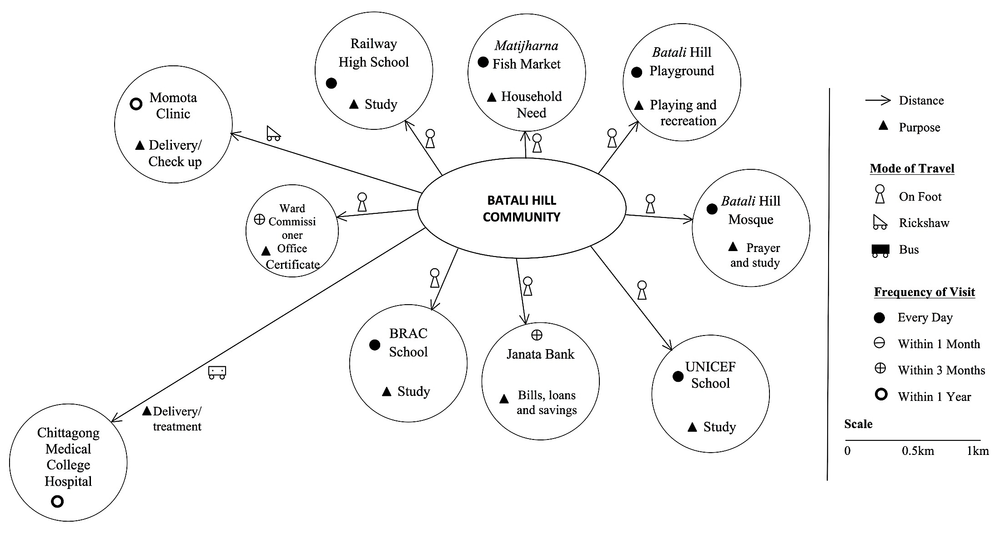 Railway
High School
Study
Matijharna
Fish Market
Household
Need
Batali Hill
Playground
Playing and
recreation
Momota
Clinic
Delivery/
Check up
BATALI HILL
COMMUNITY
Ward
Commissi
oner
Office
Certificate
Batali Hill
Mosque
Prayer
and study
BRAC
School
Study
Janata Bank
Bills, loans
and savings
UNICEF
School
Study
Delivery/
treatment
Chittagong
Medical
College
Hospital
Distance
Purpose
Mode of Travel
On Foot
Rickshaw
Bus
Frequency of Visit
Every Day
Within 1 Month
Within 3 Months
Within 1 Year
Scale
0 0.5km 1km